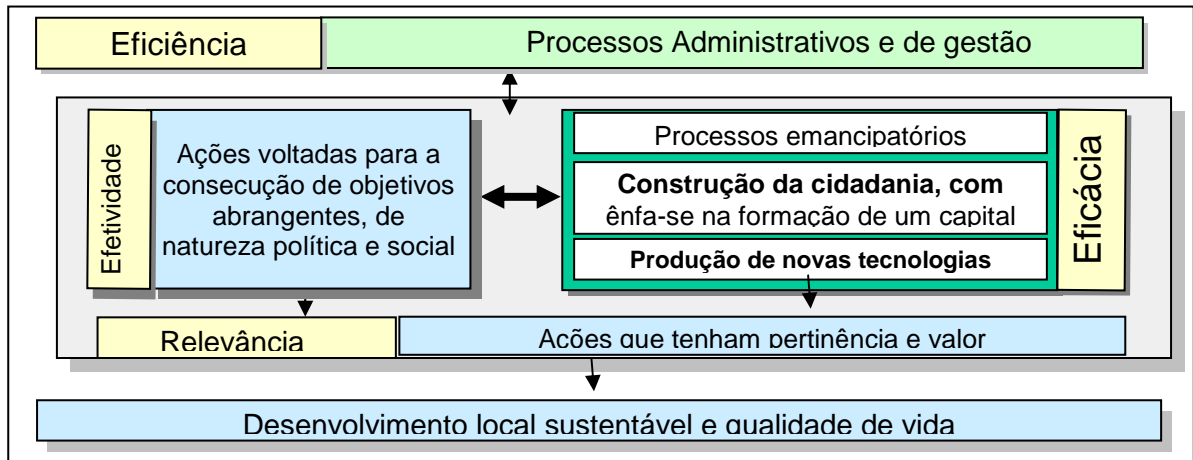 Eficiência
Processos Administrativos e de gestão
Efetividade
Ações voltadas para a
consecução de objetivos
abrangentes, de
natureza política e social
Processos emancipatórios
Construção da cidadania, com
ênfa-se na formação de um capital
Produção de novas tecnologias
Eficácia
Relevância
Ações que tenham pertinência e valor
Desenvolvimento local sustentável e qualidade de vida